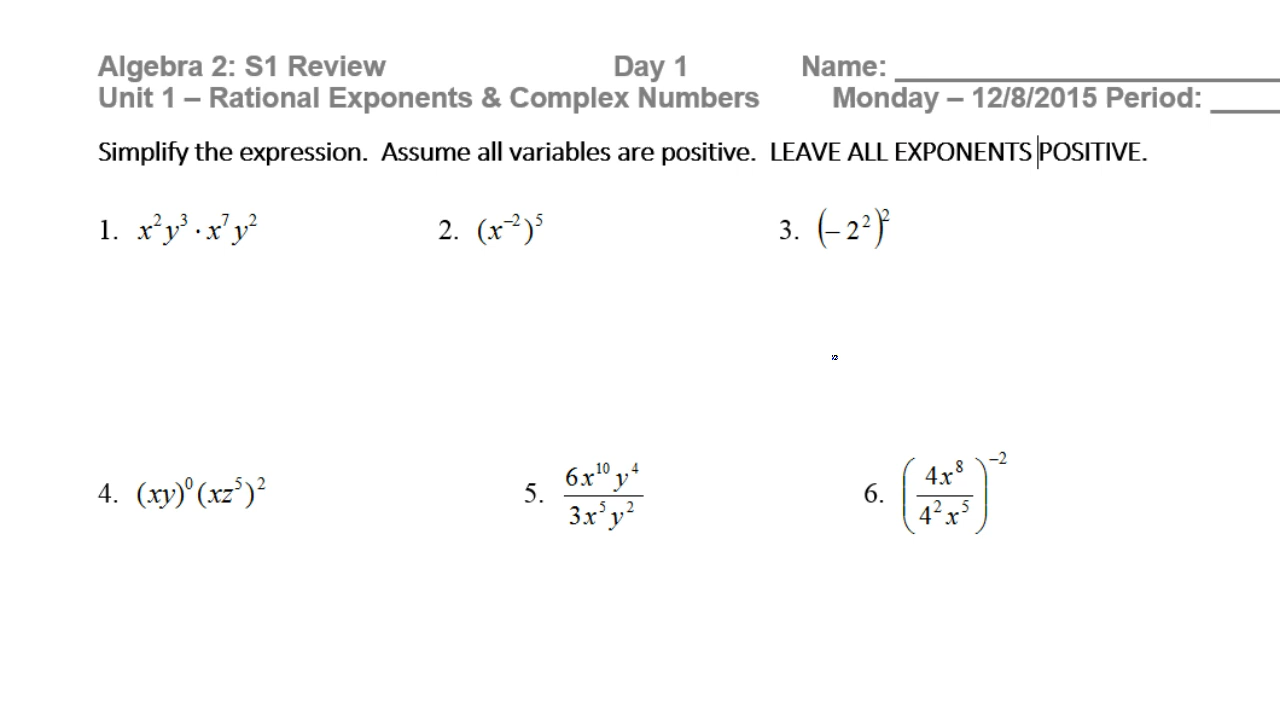 Algebra 2: S1 Review Day 1 Name: ____________________
Unit 1 – Rational Exponents & Complex Numbers Monday – 12/8/2015 Period: _____
Simplify the expression. Assume all variables are positive. LEAVE ALL EXPONENTS POSITIVE.
1. x²y³ · x⁷y² 2. (x⁻²)⁵ 3. (–2²)²
4. (xy)⁰(xz⁵)² 5. 6x¹⁰y⁴ / 3x⁵y² 6. (4x⁸ / 4²x⁵)⁻²